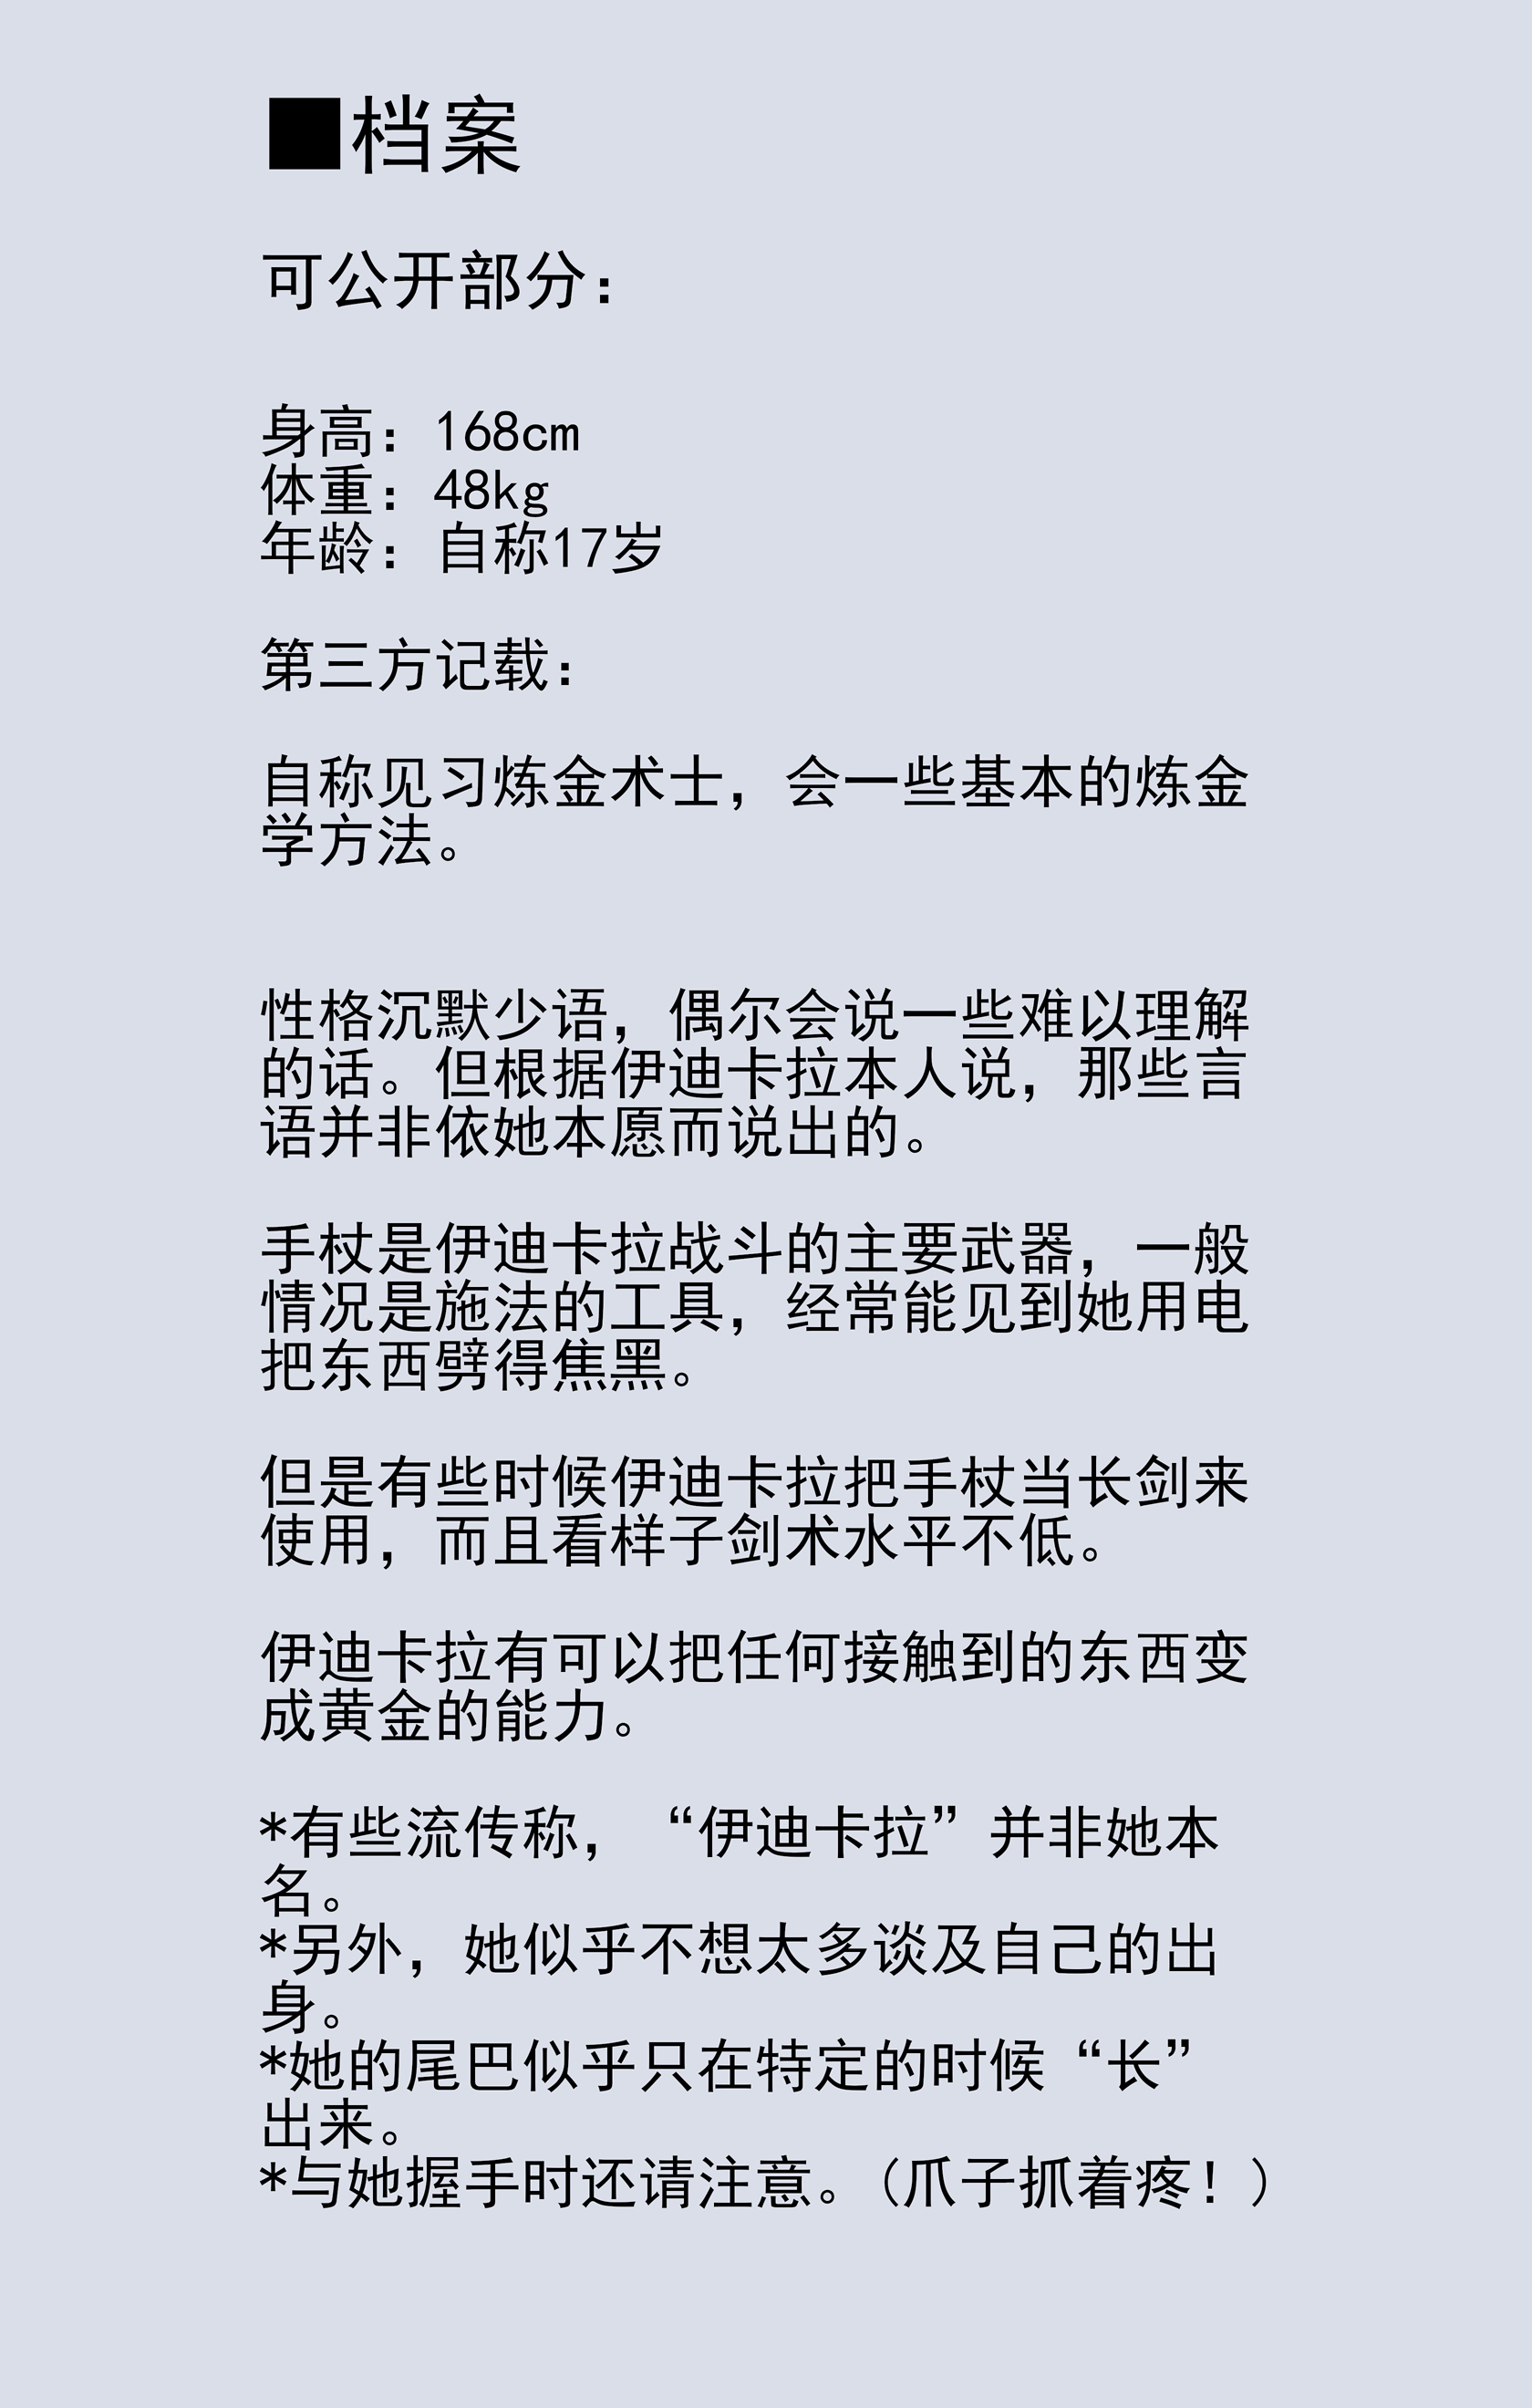 ■档案
可公开部分:
身高: 168cm
体重: 48kg
年龄: 自称17岁
第三方记载:
自称见习炼金术士，会一些基本的炼金
学方法。
性格沉默少语，偶尔会说一些难以理解
的话。但根据伊迪卡拉本人说，那些言
语并非依她本愿而说出的。
手杖是伊迪卡拉战斗的主要武器，一般
情况是施法的工具，经常能见到她用电
把东西劈得焦黑。
但是有些时候伊迪卡拉把手杖当长剑来
使用，而且看样子剑术水平不低。
伊迪卡拉有可以把任何接触到的东西变
成黄金的能力。
*有些流传称，“伊迪卡拉”并非她本
名。
*另外，她似乎不想太多谈及自己的出
身。
*她的尾巴似乎只在特定的时候“长”
出来。
*与她握手时还请注意。（爪子抓着疼！）